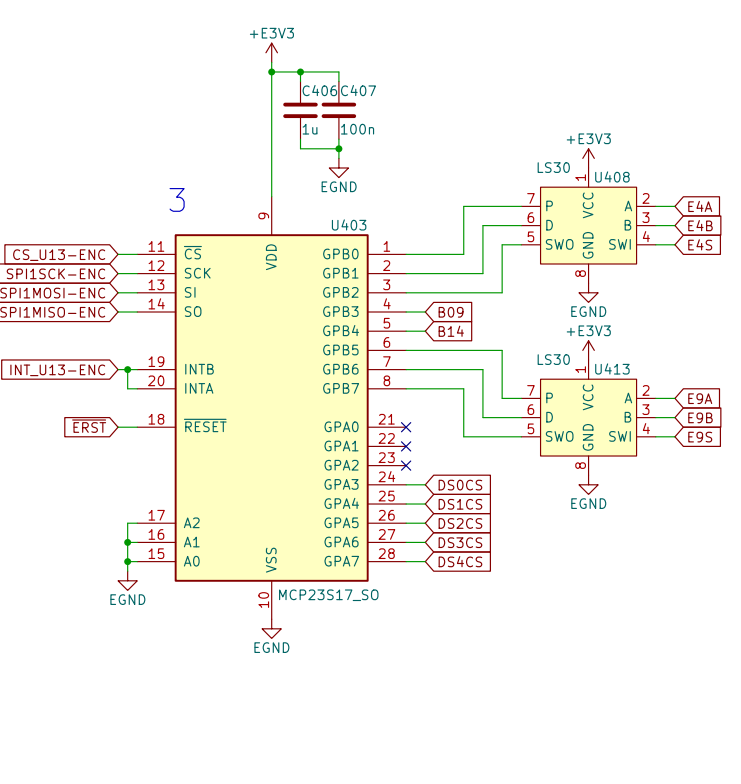 +E3V3
C406
C407
1u
100n
EGND
3
9
U403
VDD
CS_U13-ENC
11
CS
GPB0
1
SPI1SCK-ENC
12
SCK
GPB1
2
SPI1MOSI-ENC
13
SI
GPB2
3
SPI1MISO-ENC
14
SO
GPB3
4
B09
GPB4
5
B14
GPB5
6
INT_U13-ENC
19
INTB
GPB6
7
20
INTA
GPB7
8
ERST
18
RESET
GPA0
21
GPA1
22
GPA2
23
GPA3
24
DS0CS
GPA4
25
DS1CS
17
A2
GPA5
26
DS2CS
16
A1
GPA6
27
DS3CS
15
A0
GPA7
28
DS4CS
VSS
10
MCP23S17_SO
EGND
EGND
+E3V3
LS30
1
U408
VCC
7
P
A
2
E4A
6
D
B
3
E4B
5
SWO
SWI
4
E4S
GND
8
EGND
+E3V3
LS30
1
U413
VCC
7
P
A
2
E9A
6
D
B
3
E9B
5
SWO
SWI
4
E9S
GND
8
EGND